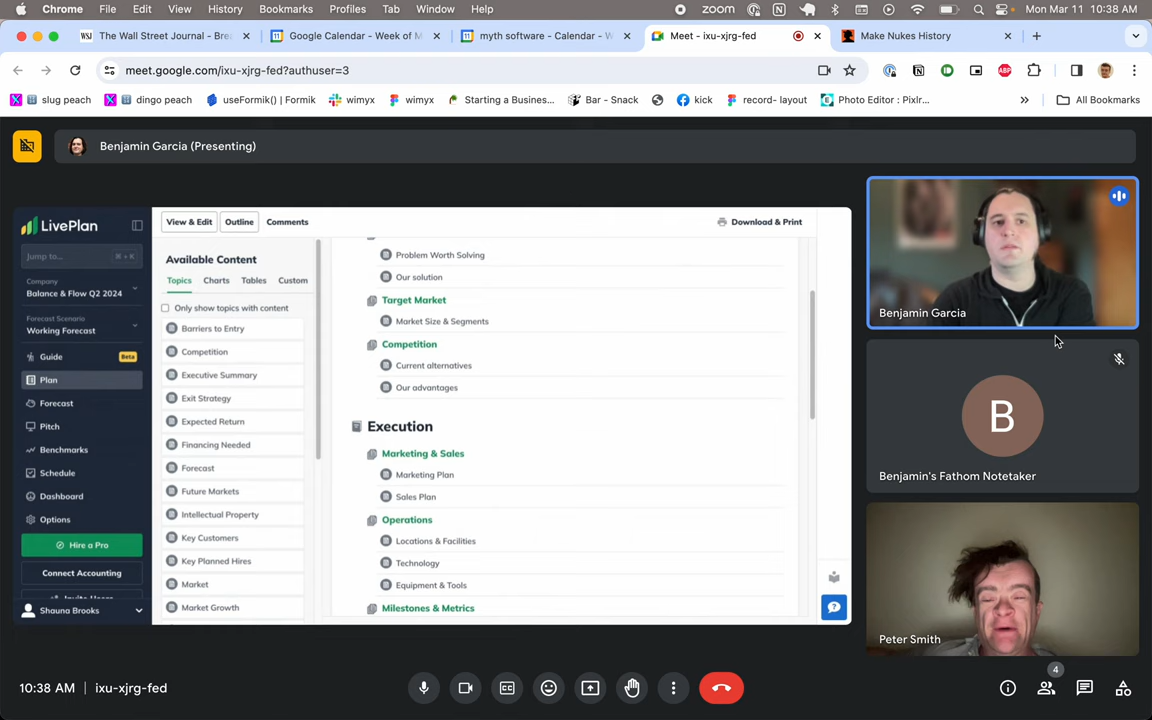 Chrome File Edit View History Bookmarks Profiles Tab Window Help zoom Mon Mar 11 10:38 AM
The Wall Street Journal - Bre
Google Calendar - Week of M
myth software - Calendar - W
Meet - ixu-xjrg-fed
Make Nukes History
meet.google.com/ixu-xjrg-fed?authuser=3
slug peach
dingo peach
useFormik() | Formik
wimyx
wimyx
Starting a Business...
Bar - Snack
kick
record- layout
Photo Editor : Pixlr...
All Bookmarks
Benjamin Garcia (Presenting)
LivePlan
Jump to...
⌘ + K
Company
Balance & Flow Q2 2024
Forecast Scenario
Working Forecast
Guide
Beta
Plan
Forecast
Pitch
Benchmarks
Schedule
Dashboard
Options
Hire a Pro
Connect Accounting
Invite Users
Shauna Brooks
View & Edit
Outline
Comments
Download & Print
Available Content
Topics
Charts
Tables
Custom
Only show topics with content
Barriers to Entry
Competition
Executive Summary
Exit Strategy
Expected Return
Financing Needed
Forecast
Future Markets
Intellectual Property
Key Customers
Key Planned Hires
Market
Market Growth
Problem Worth Solving
Our solution
Target Market
Market Size & Segments
Competition
Current alternatives
Our advantages
Execution
Marketing & Sales
Marketing Plan
Sales Plan
Operations
Locations & Facilities
Technology
Equipment & Tools
Milestones & Metrics
Benjamin Garcia
B
Benjamin's Fathom Notetaker
Peter Smith
10:38 AM | ixu-xjrg-fed
4